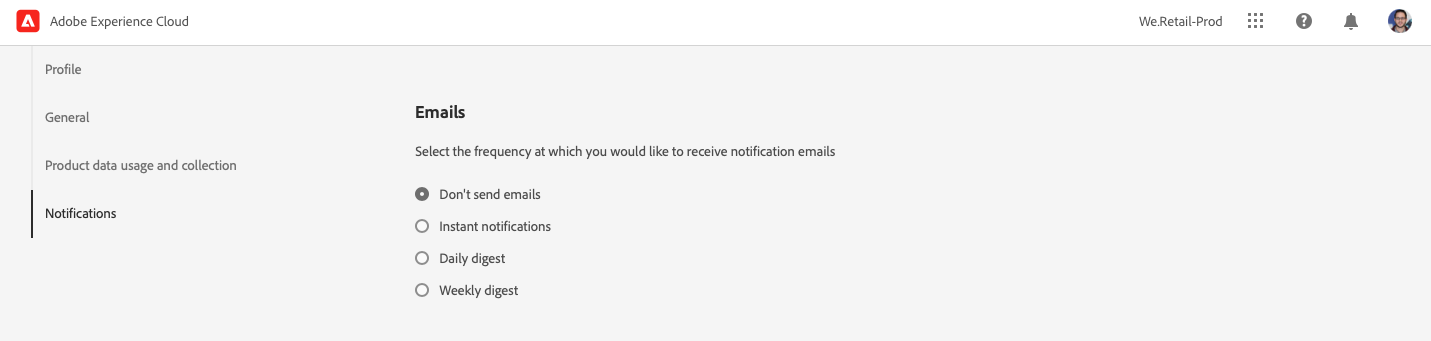 Adobe Experience Cloud
We.Retail-Prod
Profile
General
Product data usage and collection
Notifications
Emails
Select the frequency at which you would like to receive notification emails
Don't send emails
Instant notifications
Daily digest
Weekly digest